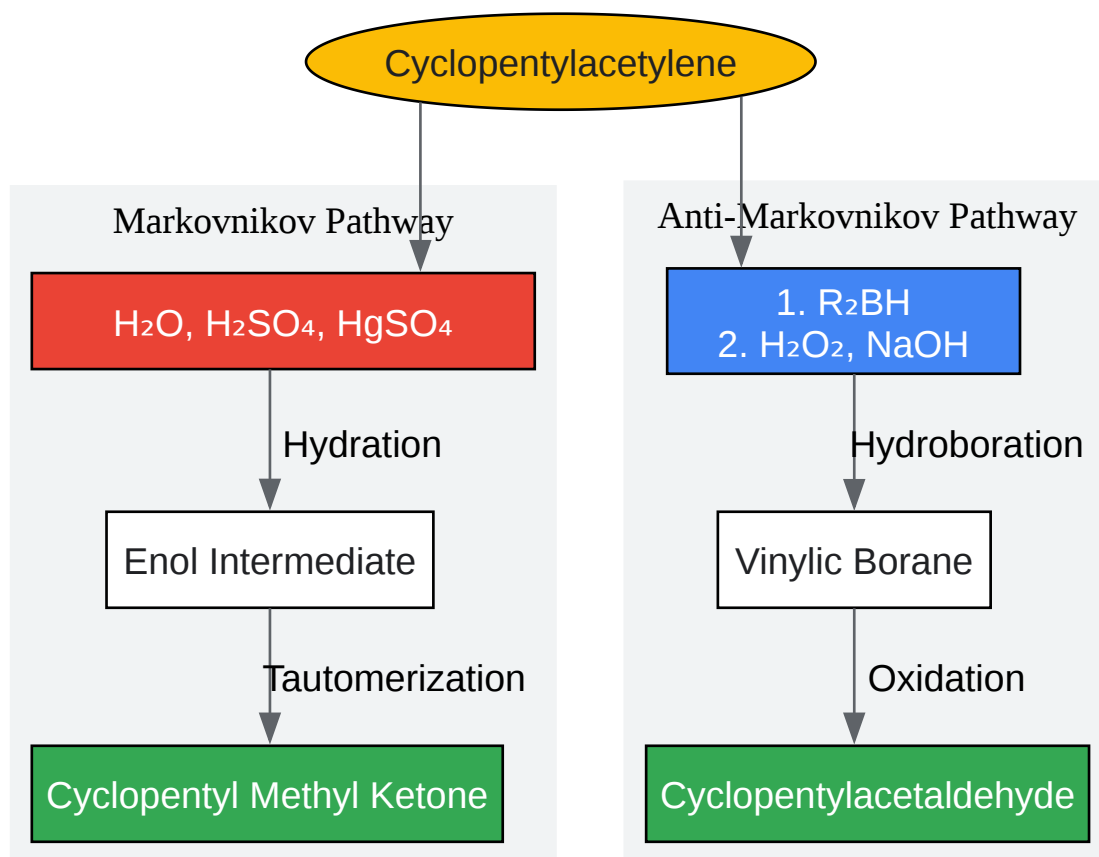 Cyclopentylacetylene
Markovnikov Pathway
H₂O, H₂SO₄, HgSO₄
Hydration
Enol Intermediate
Tautomerization
Cyclopentyl Methyl Ketone
Anti-Markovnikov Pathway
1. R₂BH
2. H₂O₂, NaOH
Hydroboration
Vinylic Borane
Oxidation
Cyclopentylacetaldehyde